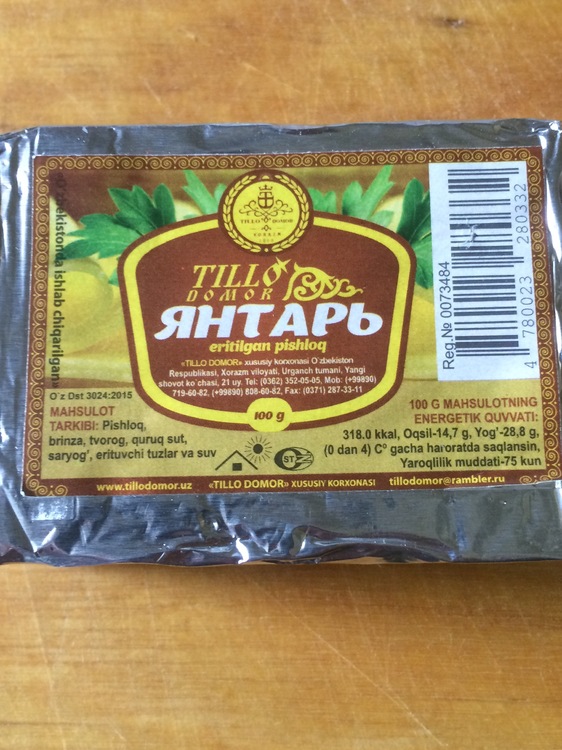 TILLO DOMOR
TILLO
DOMOR
ЯНТАРЬ
eritilgan pishloq
«TILLO DOMOR» xususiy korxonasi O'zbekiston
Respublikasi, Xorazm viloyati, Urganch tumani, Yangi
shovot ko'chasi, 21 uy. Tel: (0362) 352-05-05, Mob: (+99890)
719-60-82, (+99890) 808-60-82, Fax: (0371) 287-33-11
100 g
ishlab chiqarilgan
O'z Dst 3024:2015
MAHSULOT
TARKIBI: Pishloq,
brinza, tvorog, quruq sut,
saryog', erituvchi tuzlar va suv
ST
100 G MAHSULOTNING
ENERGETIK QUVVATI:
318.0 kkal, Oqsil-14,7 g, Yog'-28,8 g,
(0 dan 4) C° gacha haroratda saqlansin,
Yaroqlilik muddati-75 kun
Reg.№ 0073484
4 780023 280332
www.tillodomor.uz «TILLO DOMOR» XUSUSIY KORXONASI tillodomor@rambler.ru